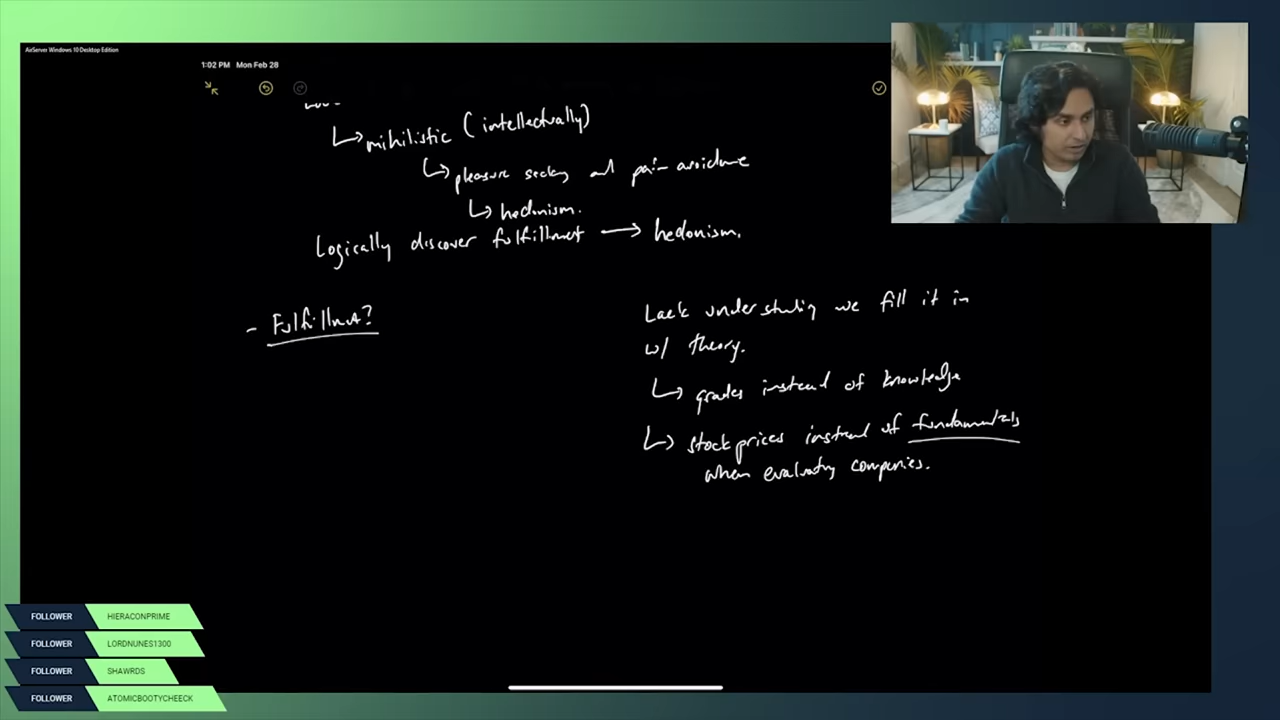 AirServer Windows 10 Desktop Edition
1:02 PM Mon Feb 28
↳ nihilistic (intellectually)
↳ pleasure seeking and pain avoidance
↳ hedonism.
Logically discover fulfillment → hedonism.
- Fulfillment?
Lack understanding we fill it in
w/ theory.
↳ grades instead of knowledge
↳ stock prices instead of fundamentals
when evaluating companies.
FOLLOWER HIERACONPRIME
FOLLOWER LORDNUNES1300
FOLLOWER SHAWRDS
FOLLOWER ATOMICBOOTYCHEECK